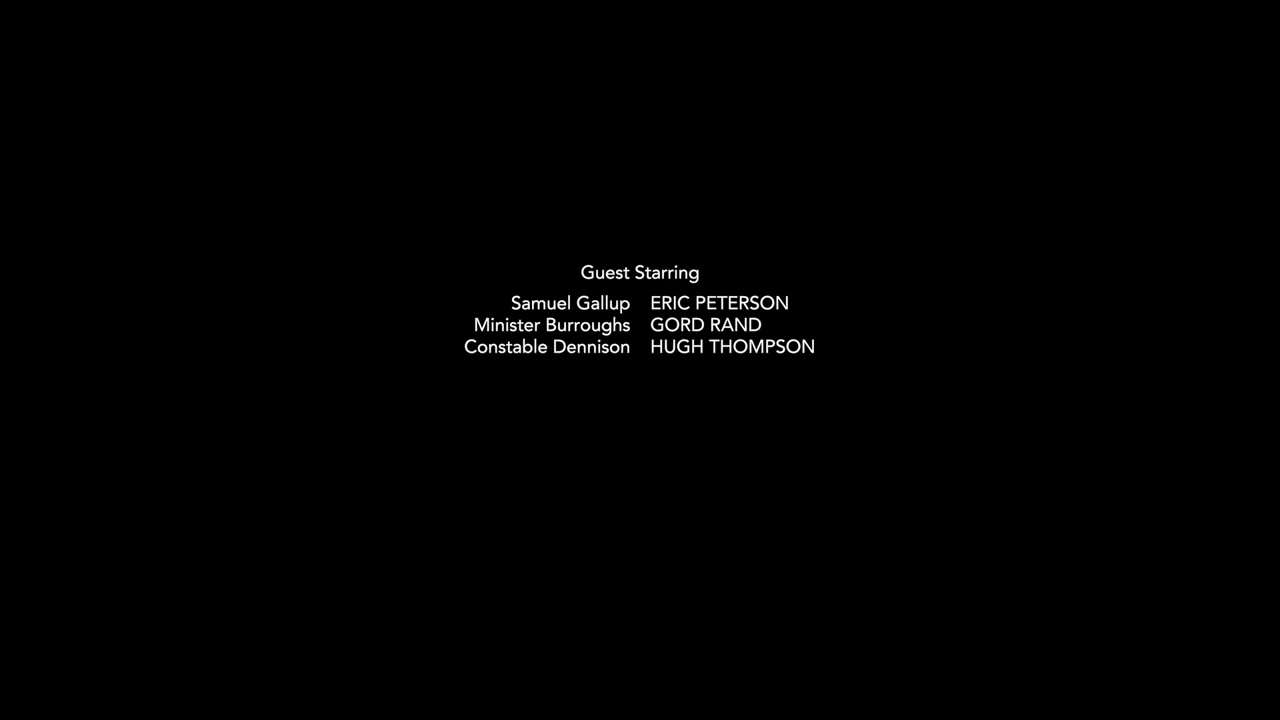 Guest Starring
Samuel Gallup ERIC PETERSON
Minister Burroughs GORD RAND
Constable Dennison HUGH THOMPSON